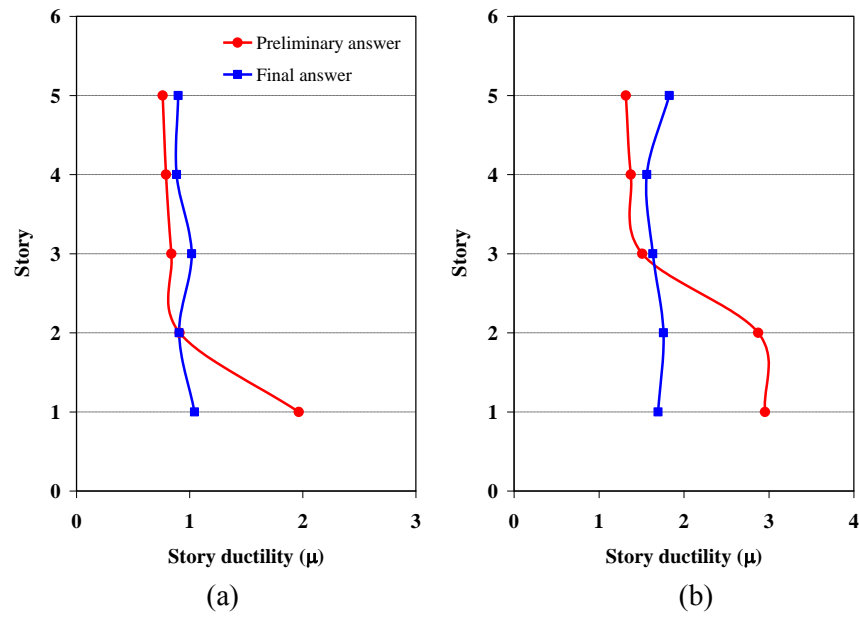 6
5
4
3
2
1
0
Story
0 1 2 3
Story ductility (μ)
(a)
Preliminary answer
Final answer
6
5
4
3
2
1
0
Story
0 1 2 3 4
Story ductility (μ)
(b)